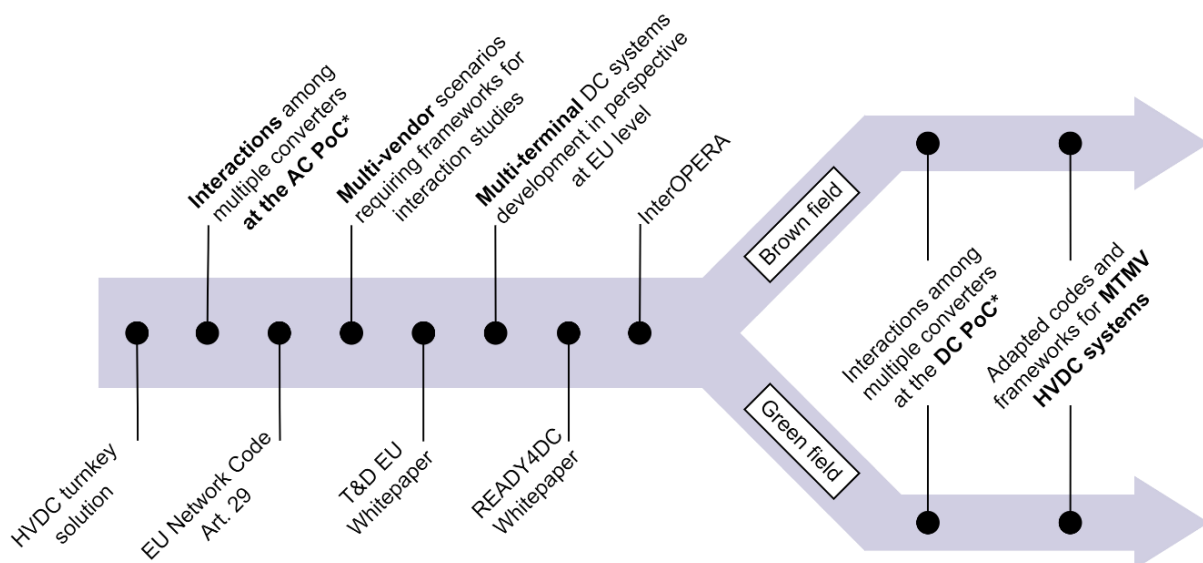 HVDC turnkey
solution
Interactions among
multiple converters
at the AC PoC*
EU Network Code
Art. 29
Multi-vendor scenarios
requiring frameworks for
interaction studies
T&D EU
Whitepaper
Multi-terminal DC systems
development in perspective
at EU level
READY4DC
Whitepaper
InterOPERA
Brown field
Green field
Interactions among
multiple converters
at the DC PoC*
Adapted codes and
frameworks for MTMV
HVDC systems